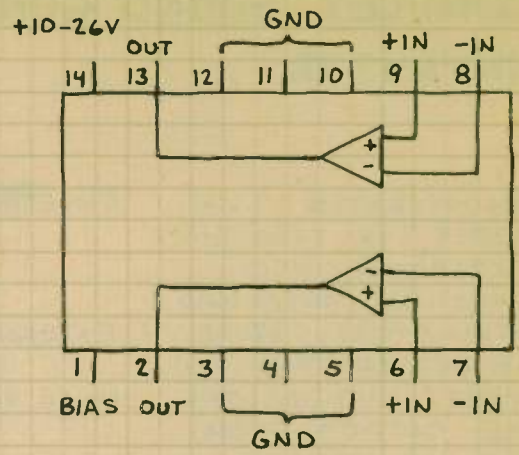 +10-26V
GND
OUT
+IN
-IN
14 13 12 11 10 9 8
+
-
-
+
1 2 3 4 5 6 7
BIAS OUT
+IN -IN
GND